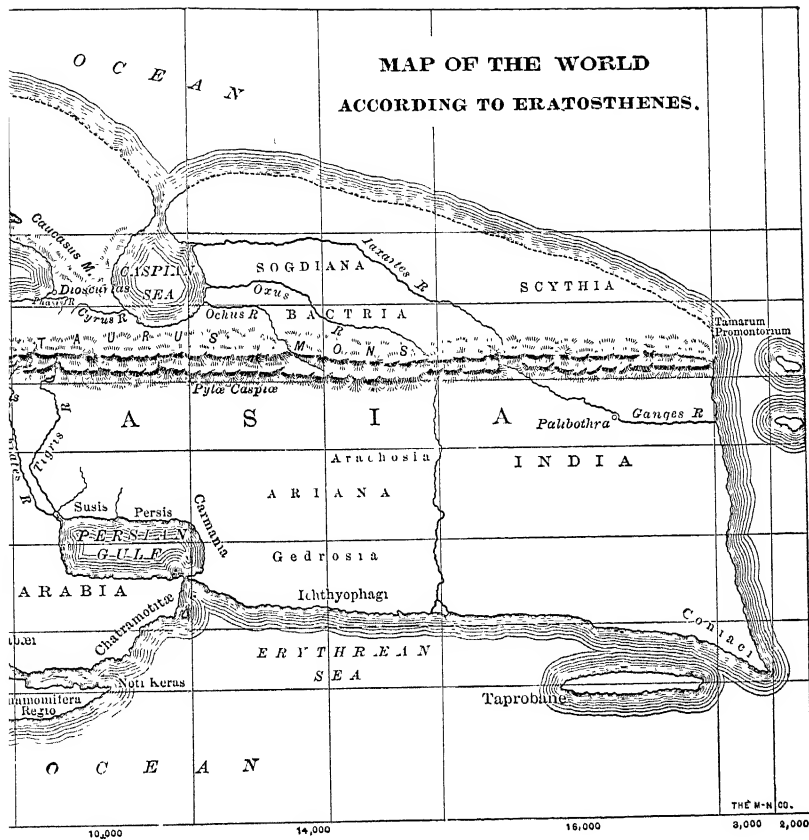 MAP OF THE WORLD
ACCORDING TO ERATOSTHENES.
OCEAN
Caucasus M.
CASPIAN
SEA
Dioscurias
Phasis R
Cyrus R
SOGDIANA
Iaxartes R
Oxus
R
Ochus R
BACTRIA
SCYTHIA
TAURUS
MONS
Tamarum
Promontorium
Pylæ Caspiæ
ASIA
Palibothra
Ganges R
Tigris
R
R
Arachosia
INDIA
ARIANA
Susis
Persis
Carmania
PERSIAN
GULF
Gedrosia
ARABIA
Ichthyophagi
Chatramotitæ
Coniaci
ERYTHRÆAN
SEA
Noti Keras
Regio
Taprobane
OCEAN
THE M-N CO.
10,000
14,000
16,000
3,000
2,000